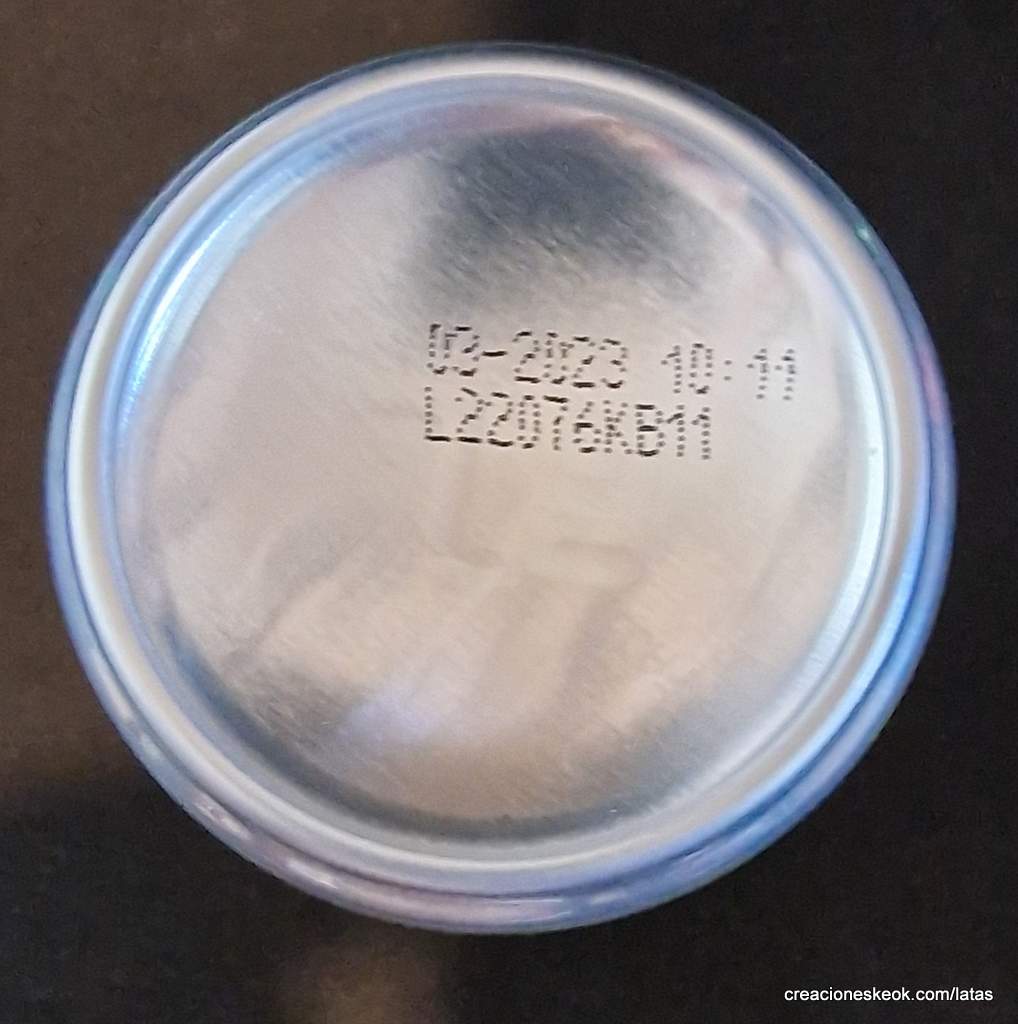 03-2023 10:11
L22076KB11
creacioneskeok.com/latas